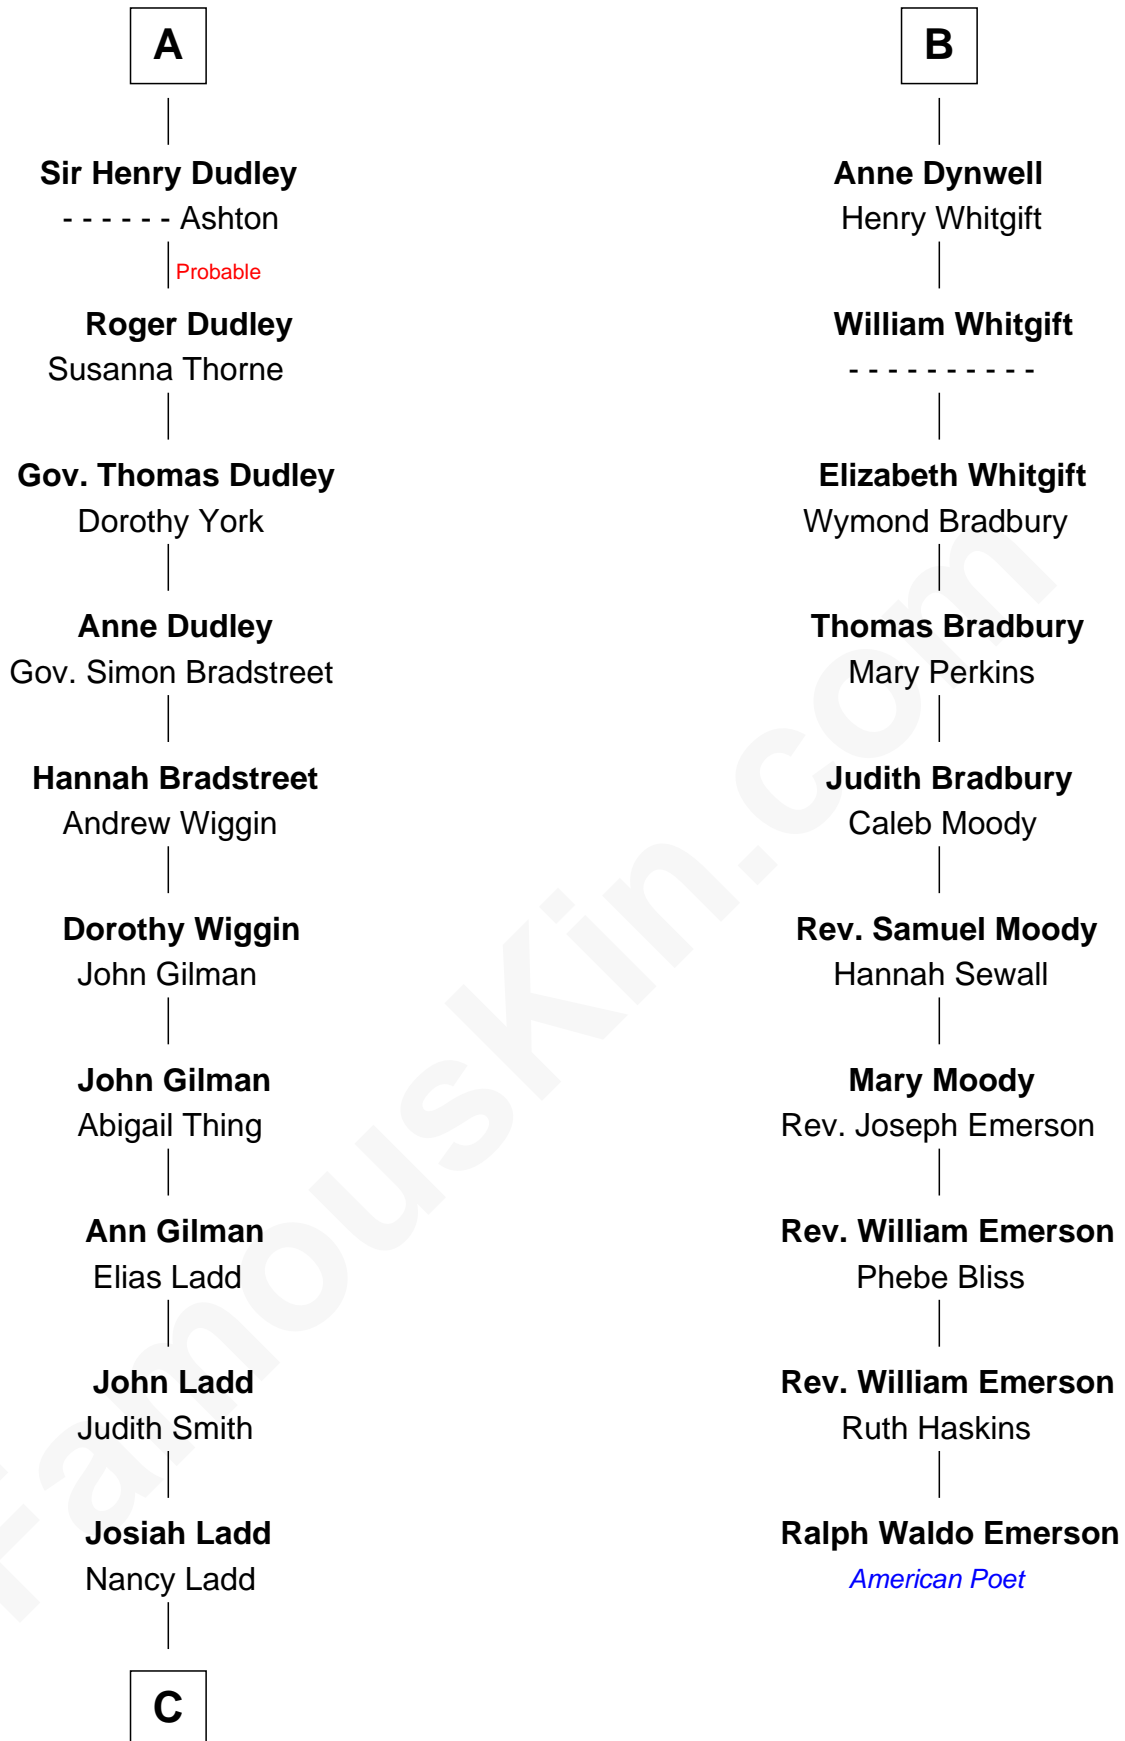 A
Sir Henry Dudley
- - - - - - Ashton
Probable
Roger Dudley
Susanna Thorne
Gov. Thomas Dudley
Dorothy York
Anne Dudley
Gov. Simon Bradstreet
Hannah Bradstreet
Andrew Wiggin
Dorothy Wiggin
John Gilman
John Gilman
Abigail Thing
Ann Gilman
Elias Ladd
John Ladd
Judith Smith
Josiah Ladd
Nancy Ladd
C
B
Anne Dynwell
Henry Whitgift
William Whitgift
- - - - - - - - - -
Elizabeth Whitgift
Wymond Bradbury
Thomas Bradbury
Mary Perkins
Judith Bradbury
Caleb Moody
Rev. Samuel Moody
Hannah Sewall
Mary Moody
Rev. Joseph Emerson
Rev. William Emerson
Phebe Bliss
Rev. William Emerson
Ruth Haskins
Ralph Waldo Emerson
American Poet
FamousKin.com